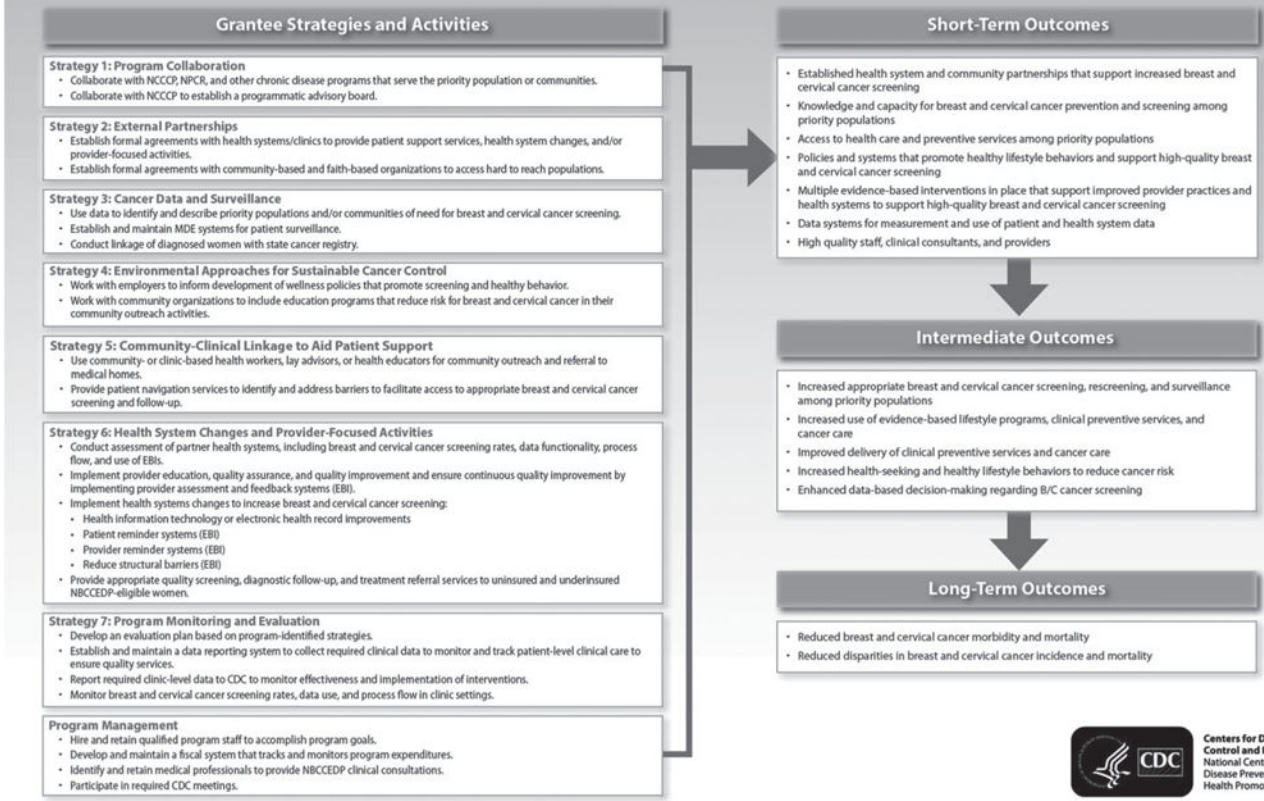 Grantee Strategies and Activities
Strategy 1: Program Collaboration
• Collaborate with NCCCP, NPCR, and other chronic disease programs that serve the priority population or communities.
• Collaborate with NCCCP to establish a programmatic advisory board.
Strategy 2: External Partnerships
• Establish formal agreements with health systems/clinics to provide patient support services, health system changes, and/or
provider-focused activities.
• Establish formal agreements with community-based and faith-based organizations to access hard to reach populations.
Strategy 3: Cancer Data and Surveillance
• Use data to identify and describe priority populations and/or communities of need for breast and cervical cancer screening.
• Establish and maintain MDE systems for patient surveillance.
• Conduct linkage of diagnosed women with state cancer registry.
Strategy 4: Environmental Approaches for Sustainable Cancer Control
• Work with employers to inform development of wellness policies that promote screening and healthy behavior.
• Work with community organizations to include education programs that reduce risk for breast and cervical cancer in their
community outreach activities.
Strategy 5: Community-Clinical Linkage to Aid Patient Support
• Use community- or clinic-based health workers, lay advisors, or health educators for community outreach and referral to
medical homes.
• Provide patient navigation services to identify and address barriers to facilitate access to appropriate breast and cervical cancer
screening and follow-up.
Strategy 6: Health System Changes and Provider-Focused Activities
• Conduct assessment of partner health systems, including breast and cervical cancer screening rates, data functionality, process
flow, and use of EBIs.
• Implement provider education, quality assurance, and quality improvement and ensure continuous quality improvement by
implementing provider assessment and feedback systems (EBI).
• Implement health systems changes to increase breast and cervical cancer screening:
• Health information technology or electronic health record improvements
• Patient reminder systems (EBI)
• Provider reminder systems (EBI)
• Reduce structural barriers (EBI)
• Provide appropriate quality screening, diagnostic follow-up, and treatment referral services to uninsured and underinsured
NBCCEDP-eligible women.
Strategy 7: Program Monitoring and Evaluation
• Develop an evaluation plan based on program-identified strategies.
• Establish and maintain a data reporting system to collect required clinical data to monitor and track patient-level clinical care to
ensure quality services.
• Report required clinic-level data to CDC to monitor effectiveness and implementation of interventions.
• Monitor breast and cervical cancer screening rates, data use, and process flow in clinic settings.
Program Management
• Hire and retain qualified program staff to accomplish program goals.
• Develop and maintain a fiscal system that tracks and monitors program expenditures.
• Identify and retain medical professionals to provide NBCCEDP clinical consultations.
• Participate in required CDC meetings.
Short-Term Outcomes
• Established health system and community partnerships that support increased breast and
cervical cancer screening
• Knowledge and capacity for breast and cervical cancer prevention and screening among
priority populations
• Access to health care and preventive services among priority populations
• Policies and systems that promote healthy lifestyle behaviors and support high-quality breast
and cervical cancer screening
• Multiple evidence-based interventions in place that support improved provider practices and
health systems to support high-quality breast and cervical cancer screening
• Data systems for measurement and use of patient and health system data
• High quality staff, clinical consultants, and providers
Intermediate Outcomes
• Increased appropriate breast and cervical cancer screening, rescreening, and surveillance
among priority populations
• Increased use of evidence-based lifestyle programs, clinical preventive services, and
cancer care
• Improved delivery of clinical preventive services and cancer care
• Increased health-seeking and healthy lifestyle behaviors to reduce cancer risk
• Enhanced data-based decision-making regarding B/C cancer screening
Long-Term Outcomes
• Reduced breast and cervical cancer morbidity and mortality
• Reduced disparities in breast and cervical cancer incidence and mortality
CDC
Centers for D
Control and
National Cent
Disease Preve
Health Promo